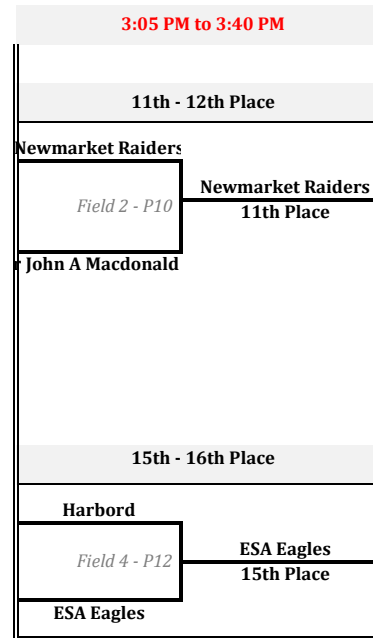 3:05 PM to 3:40 PM
11th - 12th Place
Newmarket Raiders
Field 2 - P10
Newmarket Raiders
11th Place
r John A Macdonald
15th - 16th Place
Harbord
Field 4 - P12
ESA Eagles
15th Place
ESA Eagles